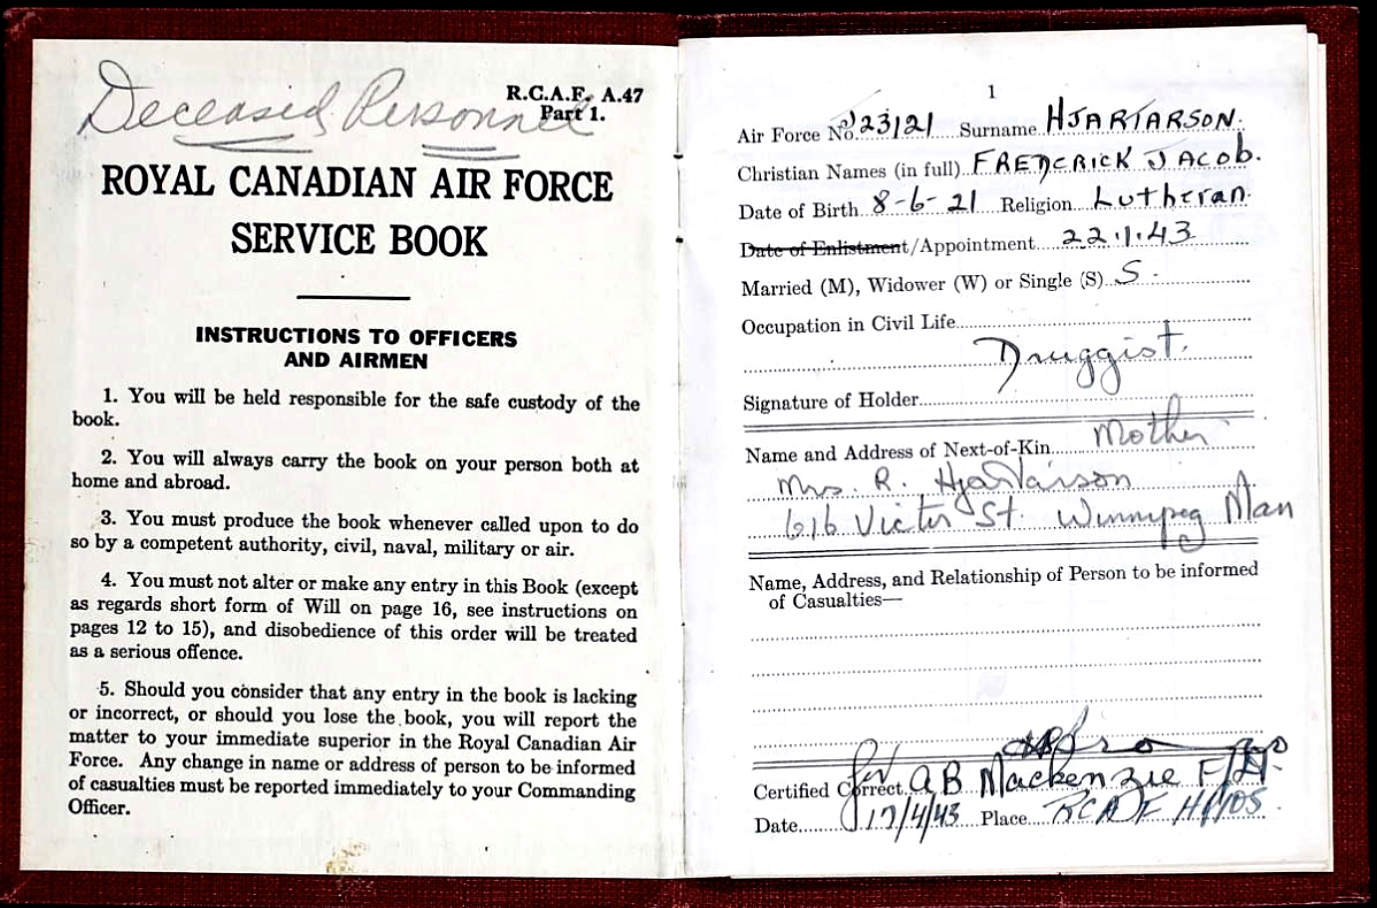 Deceased Personnel
R.C.A.F. A.47
Part 1.
ROYAL CANADIAN AIR FORCE
SERVICE BOOK
INSTRUCTIONS TO OFFICERS
AND AIRMEN
1. You will be held responsible for the safe custody of the
book.
2. You will always carry the book on your person both at
home and abroad.
3. You must produce the book whenever called upon to do
so by a competent authority, civil, naval, military or air.
4. You must not alter or make any entry in this Book (except
as regards short form of Will on page 16, see instructions on
pages 12 to 15), and disobedience of this order will be treated
as a serious offence.
5. Should you consider that any entry in the book is lacking
or incorrect, or should you lose the book, you will report the
matter to your immediate superior in the Royal Canadian Air
Force. Any change in name or address of person to be informed
of casualties must be reported immediately to your Commanding
Officer.
1
Air Force No. J23121 Surname HJARTARSON.
Christian Names (in full) FREDERICK JACOb.
Date of Birth 8-6-21 Religion Lutheran.
Date of Enlistment/Appointment 22.1.43
Married (M), Widower (W) or Single (S) S.
Occupation in Civil Life
Druggist.
Signature of Holder
Name and Address of Next-of-Kin Mother
Mrs. R. Hjartarson
616 Victor St. Winnipeg Man
Name, Address, and Relationship of Person to be informed
of Casualties—
for
Certified Correct AB Mackenzie
Date 17/4/43 Place RCAF